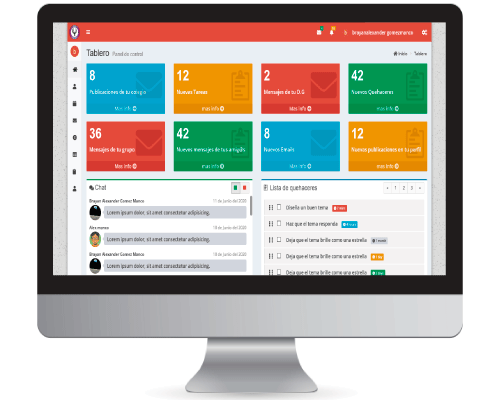 brayanalexander gomezmanco
Tablero Panel de control
Inicio > Tablero
8
Publicaciones de tu colegio
Mas info
12
Nuevas Tareas
mas info
2
Mensajes de tu D.G
Mas info
42
Nuevos Quehaceres
mas info
36
Mensajes de tu grupo
Mas info
42
Nuevos mensajes de tus amig@s
mas info
8
Nuevos Emails
Mas info
12
Nuevas publicaciones en tu perfil
mas info
Chat
Brayan Alexander Gomez Manco 11 de Junio del 2020
Lorem ipsum dolor, sit amet consectetur adipisicing.
Alex manco 10 de Junio del 2020
Lorem ipsum dolor, sit amet consectetur adipisicing.
Brayan Alexander Gomez Manco 10 de Junio del 2020
Lorem ipsum dolor, sit amet consectetur adipisicing.
Lista de quehaceres
« 1 2 3 »
Diseña un buen tema
Haz que el tema responda
Deja que el tema brille como una estrella
Deja que el tema brille como una estrella
Deja que el tema brille como una estrella